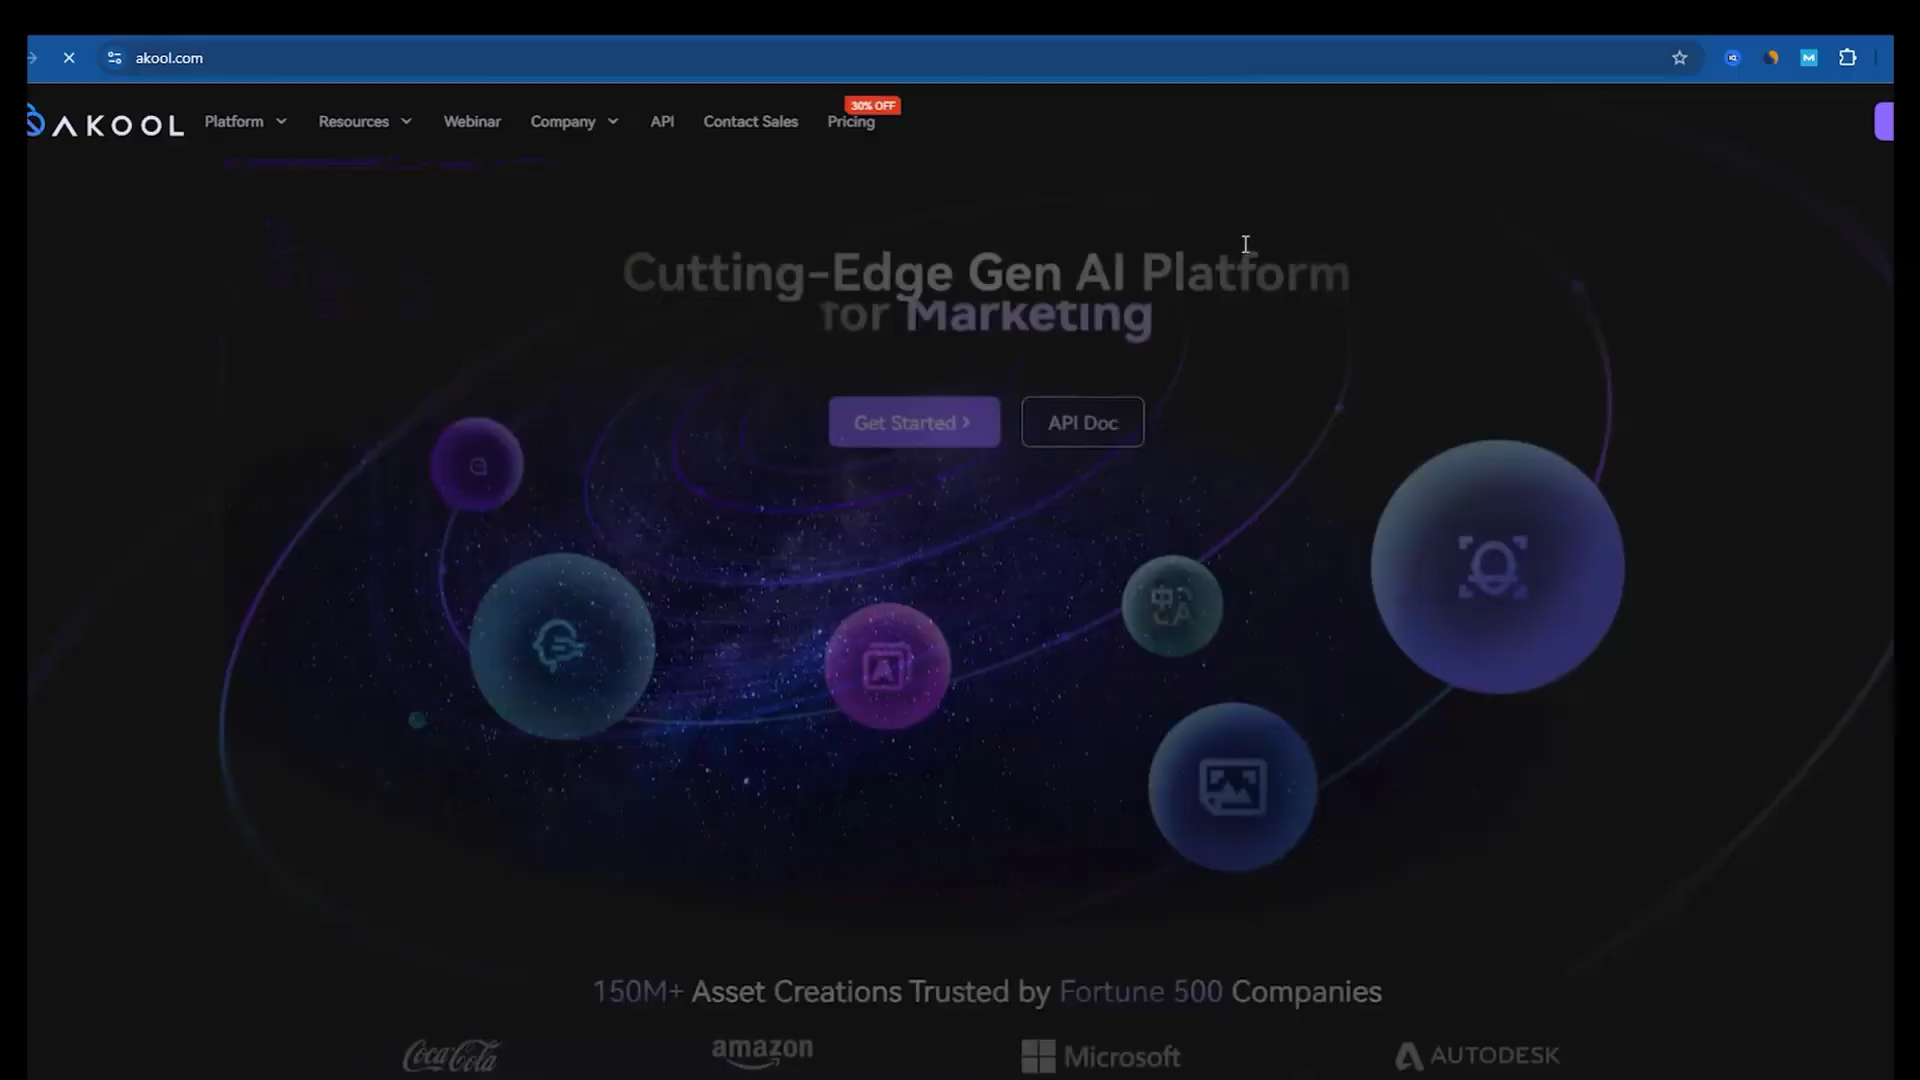 akool.com
AKOOL
Platform
Resources
Webinar
Company
API
Contact Sales
Pricing
30% OFF
Cutting-Edge Gen AI Platform
for Marketing
Get Started ›
API Doc
150M+ Asset Creations Trusted by Fortune 500 Companies
Coca-Cola
amazon
Microsoft
AUTODESK